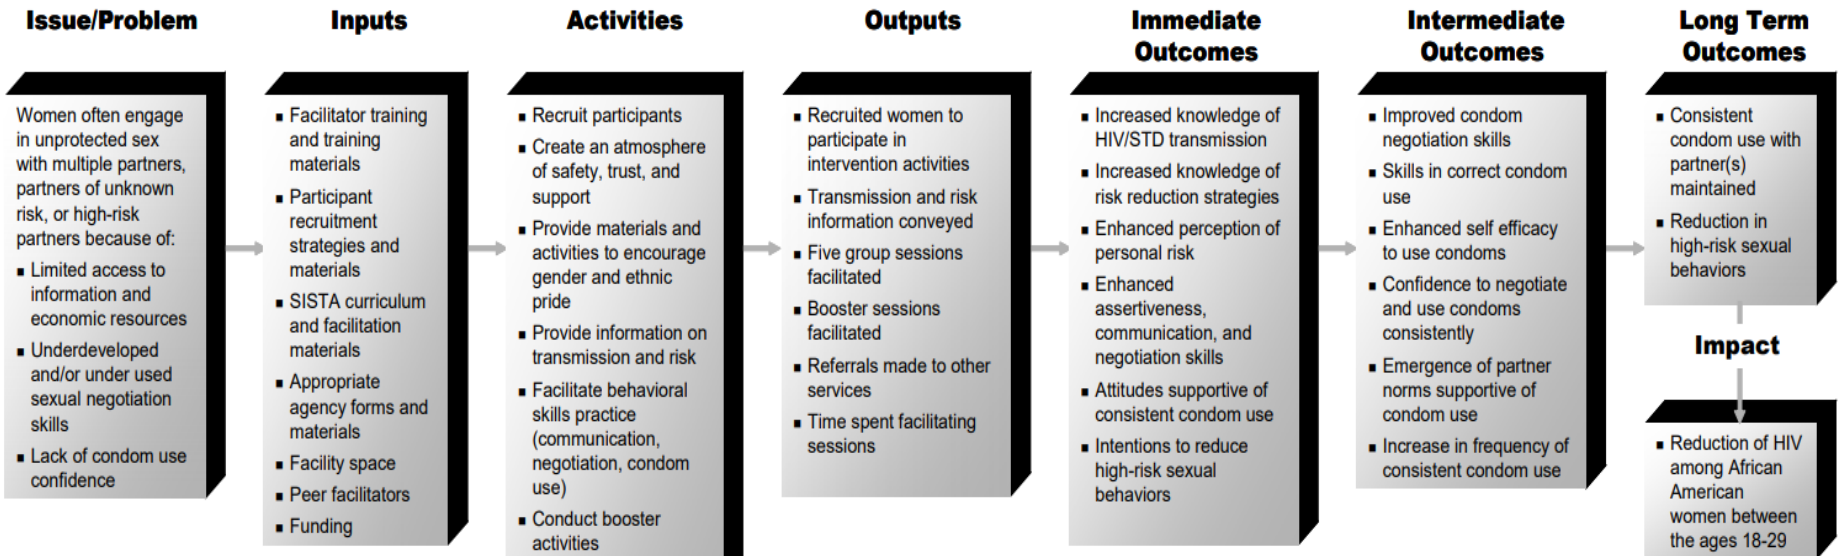 Issue/Problem
Women often engage
in unprotected sex
with multiple partners,
partners of unknown
risk, or high-risk
partners because of:
▪ Limited access to
information and
economic resources
▪ Underdeveloped
and/or under used
sexual negotiation
skills
▪ Lack of condom use
confidence
Inputs
▪ Facilitator training
and training
materials
▪ Participant
recruitment
strategies and
materials
▪ SISTA curriculum
and facilitation
materials
▪ Appropriate
agency forms and
materials
▪ Facility space
▪ Peer facilitators
▪ Funding
Activities
▪ Recruit participants
▪ Create an atmosphere
of safety, trust, and
support
▪ Provide materials and
activities to encourage
gender and ethnic
pride
▪ Provide information on
transmission and risk
▪ Facilitate behavioral
skills practice
(communication,
negotiation, condom
use)
▪ Conduct booster
activities
Outputs
▪ Recruited women to
participate in
intervention activities
▪ Transmission and risk
information conveyed
▪ Five group sessions
facilitated
▪ Booster sessions
facilitated
▪ Referrals made to other
services
▪ Time spent facilitating
sessions
Immediate
Outcomes
▪ Increased knowledge of
HIV/STD transmission
▪ Increased knowledge of
risk reduction strategies
▪ Enhanced perception of
personal risk
▪ Enhanced
assertiveness,
communication, and
negotiation skills
▪ Attitudes supportive of
consistent condom use
▪ Intentions to reduce
high-risk sexual
behaviors
Intermediate
Outcomes
▪ Improved condom
negotiation skills
▪ Skills in correct condom
use
▪ Enhanced self efficacy
to use condoms
▪ Confidence to negotiate
and use condoms
consistently
▪ Emergence of partner
norms supportive of
condom use
▪ Increase in frequency of
consistent condom use
Long Term
Outcomes
▪ Consistent
condom use with
partner(s)
maintained
▪ Reduction in
high-risk sexual
behaviors
Impact
▪ Reduction of HIV
among African
American
women between
the ages 18-29